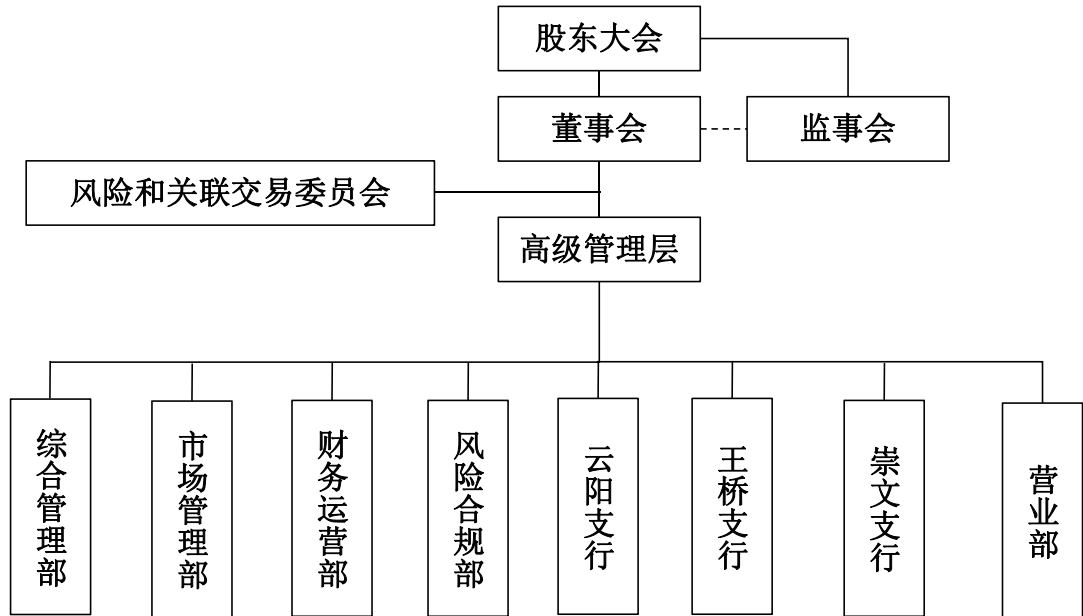 股东大会
董事会
监事会
风险和关联交易委员会
高级管理层
综合管理部
市场管理部
财务运营部
风险合规部
云阳支行
王桥支行
崇文支行
营业部